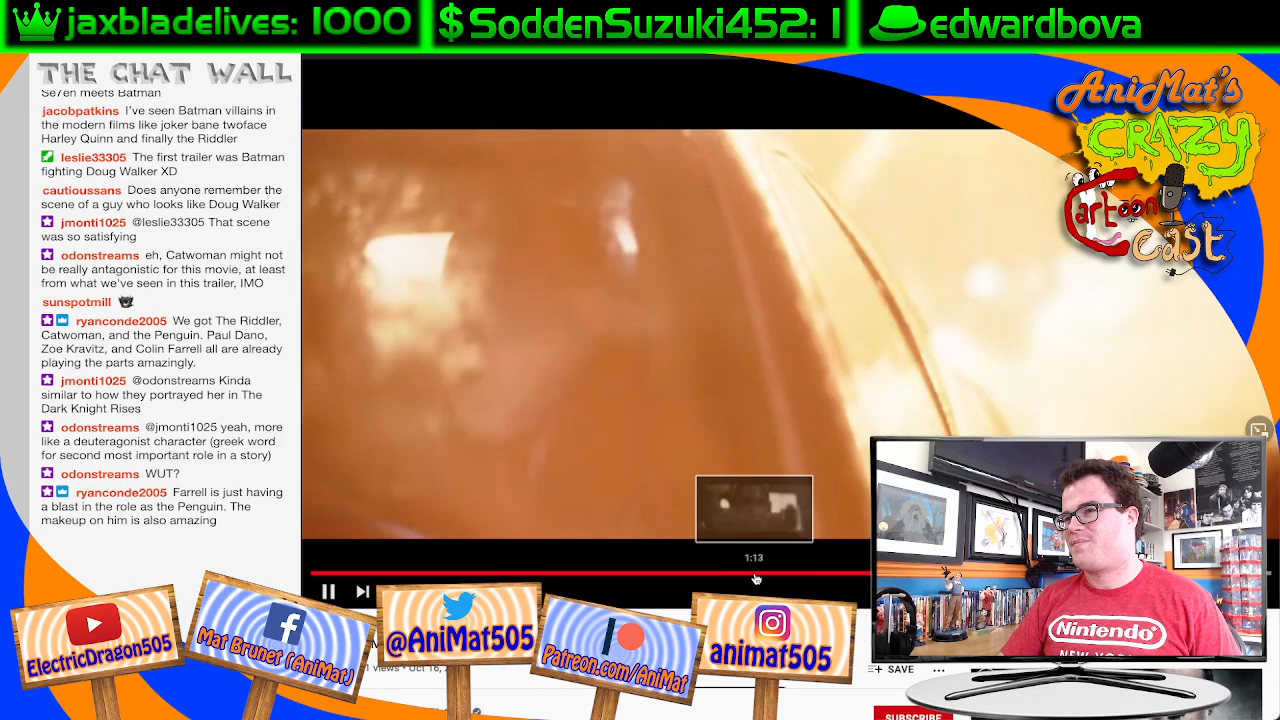 jaxbladelives: 1000
$ SoddenSuzuki452: 1
edwardbova
THE CHAT WALL
Se7en meets Batman
jacobpatkins I've seen Batman villains in
the modern films like joker bane twoface
Harley Quinn and finally the Riddler
leslie33305 The first trailer was Batman
fighting Doug Walker XD
cautioussans Does anyone remember the
scene of a guy who looks like Doug Walker
jmonti1025 @leslie33305 That scene
was so satisfying
odonstreams eh, Catwoman might not
be really antagonistic for this movie, at least
from what we've seen in this trailer, IMO
sunspotmill
ryanconde2005 We got The Riddler,
Catwoman, and the Penguin. Paul Dano,
Zoe Kravitz, and Colin Farrell all are already
playing the parts amazingly.
jmonti1025 @odonstreams Kinda
similar to how they portrayed her in The
Dark Knight Rises
odonstreams @jmonti1025 yeah, more
like a deuteragonist character (greek word
for second most important role in a story)
odonstreams WUT?
ryanconde2005 Farrell is just having
a blast in the role as the Penguin. The
makeup on him is also amazing
AniMat's
CRAZY
Cartoon
Cast
1:13
Nintendo
NEW YORK
views • Oct 16,
SAVE
SUBSCRIBE
ElectricDragon505
Mat Brunet (AniMat)
@AniMat505
Patreon.com/AniMat
animat505